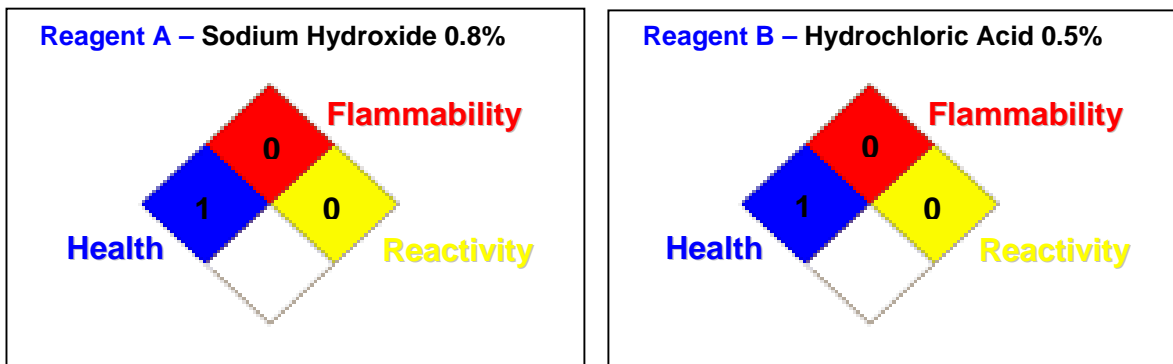 Reagent A – Sodium Hydroxide 0.8%
Flammability
0
1
0
Health
Reactivity
Reagent B – Hydrochloric Acid 0.5%
Flammability
0
1
0
Health
Reactivity